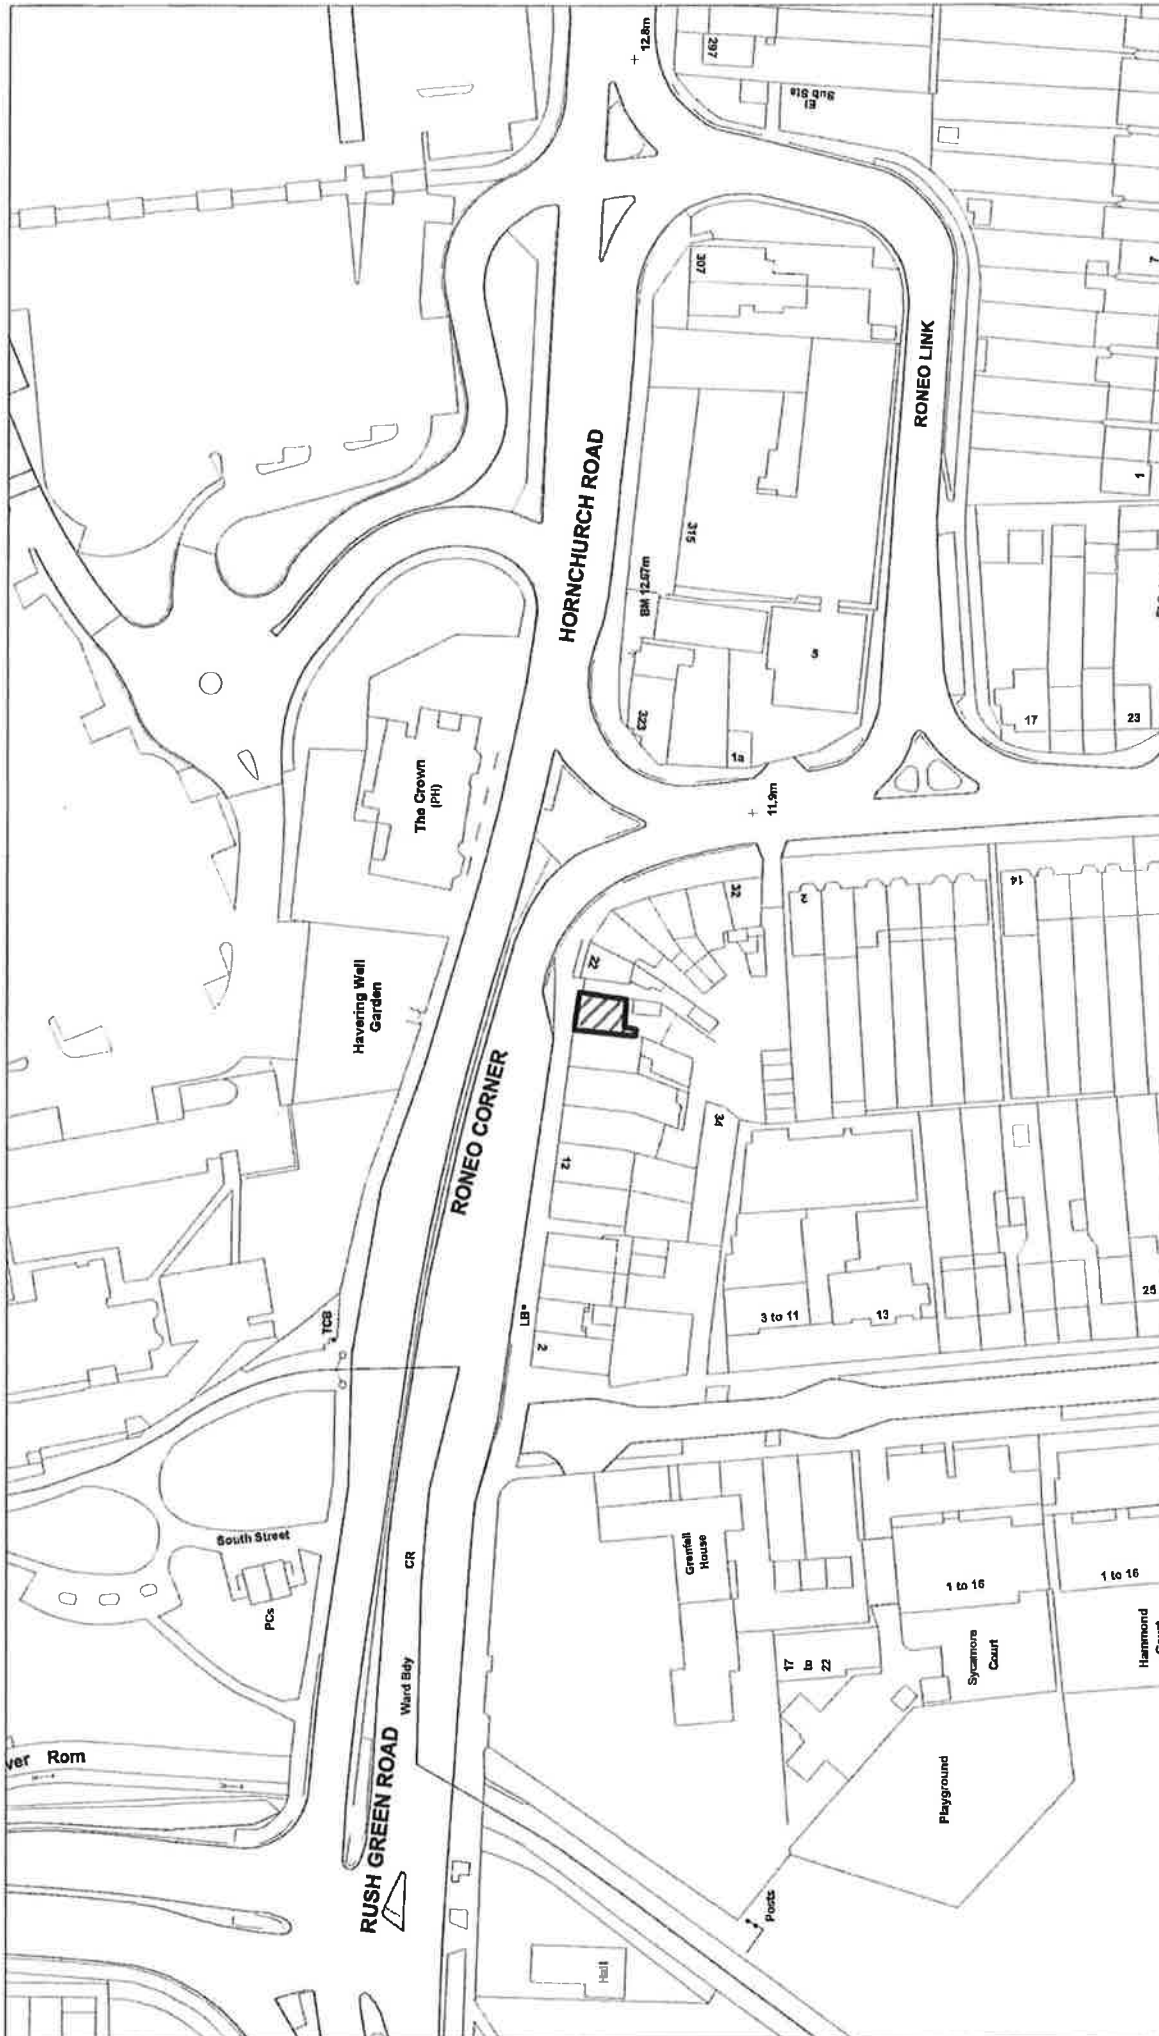 12.8m
297
El
Sub Sta
307
7
RONEO LINK
HORNCHURCH ROAD
315
1
BM 12.67m
5
323
1a
17
23
The Crown
(PH)
11.9m
32
2
14
22
Havering Well
Garden
RONEO CORNER
34
12
LB
2
3 to 11
13
25
TCB
South Street
PCs
CR
Grenfell
House
1 to 16
1 to 16
Ward Bdy
17
to
22
Sycamore
Court
Hammond
Rom
RUSH GREEN ROAD
Playground
Posts
Hall